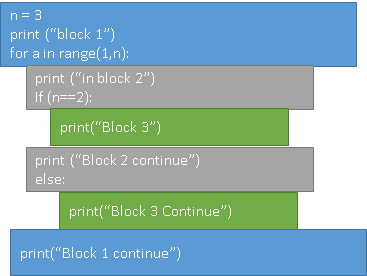 n = 3
print (“block 1”)
for a in range(1,n):
print (“in block 2”)
If (n==2):
print(“Block 3”)
print (“Block 2 continue”)
else:
print(“Block 3 Continue”)
print(“Block 1 continue”)